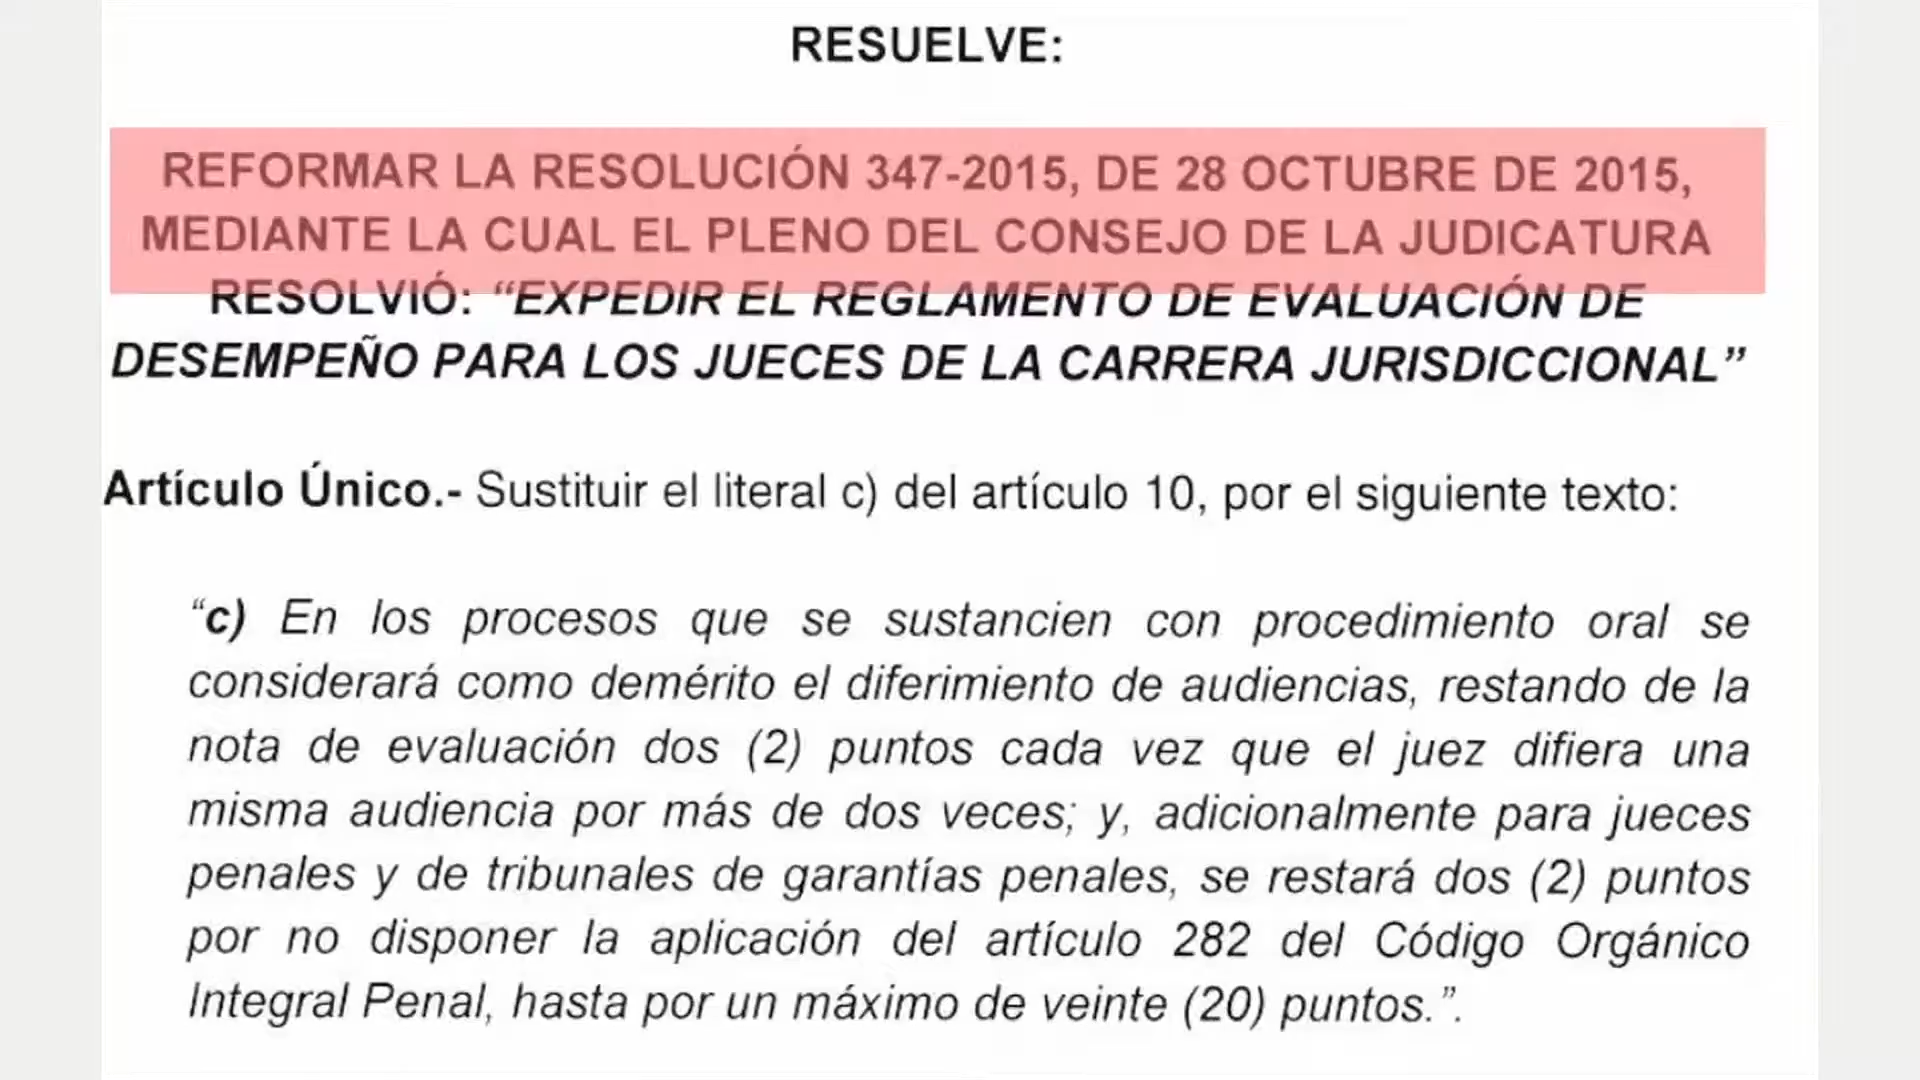 RESUELVE:
REFORMAR LA RESOLUCIÓN 347-2015, DE 28 OCTUBRE DE 2015,
MEDIANTE LA CUAL EL PLENO DEL CONSEJO DE LA JUDICATURA
RESOLVIÓ: “EXPEDIR EL REGLAMENTO DE EVALUACIÓN DE
DESEMPEÑO PARA LOS JUECES DE LA CARRERA JURISDICCIONAL”
Artículo Único.- Sustituir el literal c) del artículo 10, por el siguiente texto:
“c) En los procesos que se sustancien con procedimiento oral se
considerará como demérito el diferimiento de audiencias, restando de la
nota de evaluación dos (2) puntos cada vez que el juez difiera una
misma audiencia por más de dos veces; y, adicionalmente para jueces
penales y de tribunales de garantías penales, se restará dos (2) puntos
por no disponer la aplicación del artículo 282 del Código Orgánico
Integral Penal, hasta por un máximo de veinte (20) puntos.”.